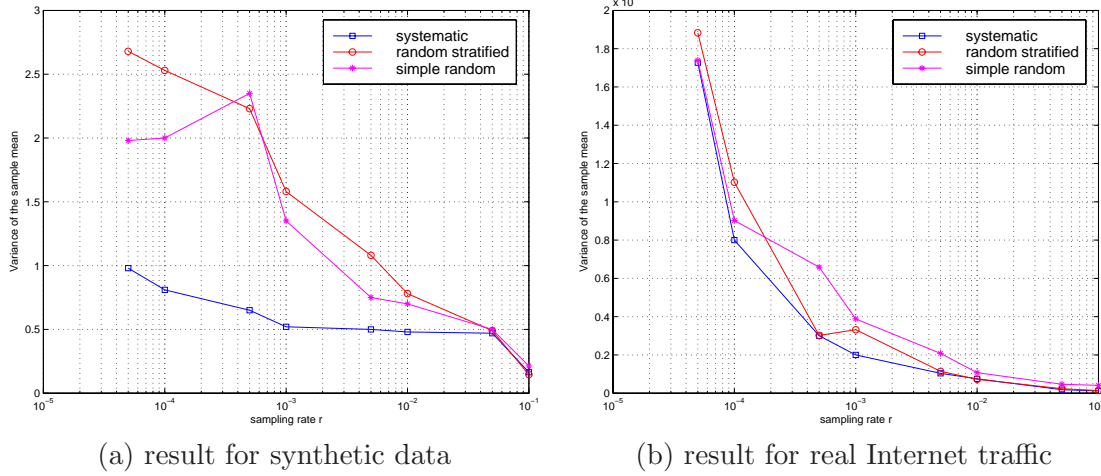 systematic
random stratified
simple random
Variance of the sample mean
3
2.5
2
1.5
1
0.5
0
10⁻⁵
10⁻⁴
10⁻³
10⁻²
10⁻¹
sampling rate r
(a) result for synthetic data
systematic
random stratified
simple random
Variance of the sample mean
2
1.8
1.6
1.4
1.2
1
0.8
0.6
0.4
0.2
0
10⁻⁵
10⁻⁴
10⁻³
10⁻²
sampling rate r
(b) result for real Internet traffic